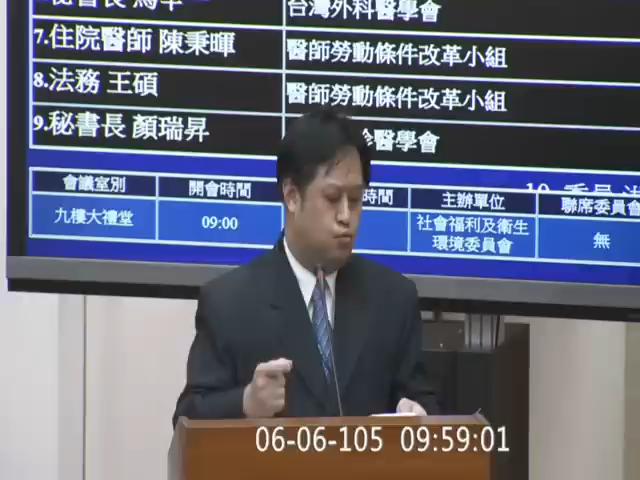 台灣外科醫學會
7.住院醫師 陳秉暉
醫師勞動條件改革小組
8.法務 王碩
醫師勞動條件改革小組
9.秘書長 顏瑞昇
醫學會
會議室別
開會時間
時間
主辦單位
聯席委員會
九樓大禮堂
09:00
社會福利及衛生
環境委員會
無
06-06-105 09:59:01